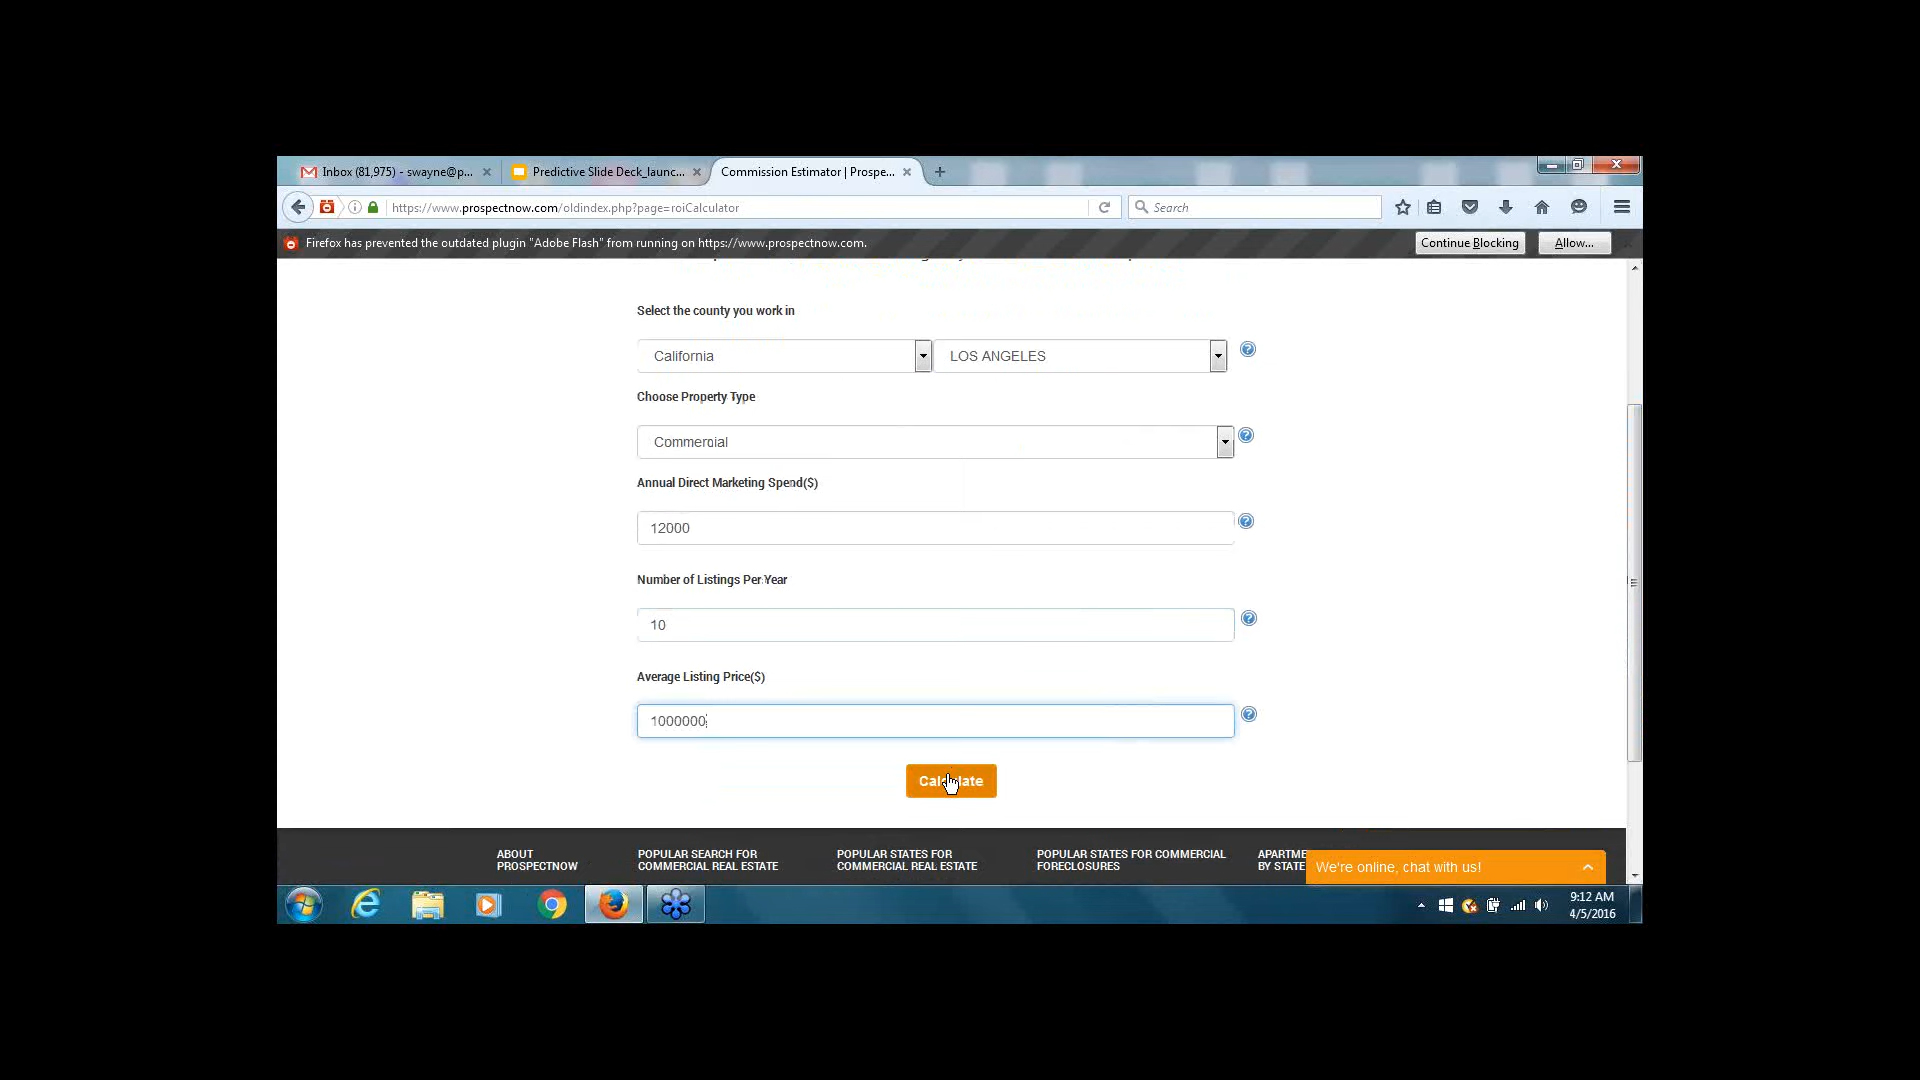 Inbox (81,975) - swayne@p...
Predictive Slide Deck_launc...
Commission Estimator | Prospe...
https://www.prospectnow.com/oldindex.php?page=roiCalculator
Search
Firefox has prevented the outdated plugin "Adobe Flash" from running on https://www.prospectnow.com.
Continue Blocking
Allow...
Select the county you work in
California
LOS ANGELES
Choose Property Type
Commercial
Annual Direct Marketing Spend($)
12000
Number of Listings Per Year
10
Average Listing Price($)
1000000
Calculate
ABOUT
PROSPECTNOW
POPULAR SEARCH FOR
COMMERCIAL REAL ESTATE
POPULAR STATES FOR
COMMERCIAL REAL ESTATE
POPULAR STATES FOR COMMERCIAL
FORECLOSURES
APARTME
BY STATE
We're online, chat with us!
9:12 AM
4/5/2016